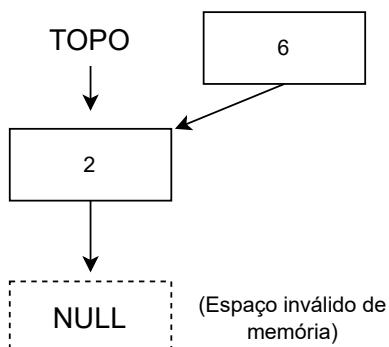 TOPO
6
2
NULL
(Espaço inválido de
memória)